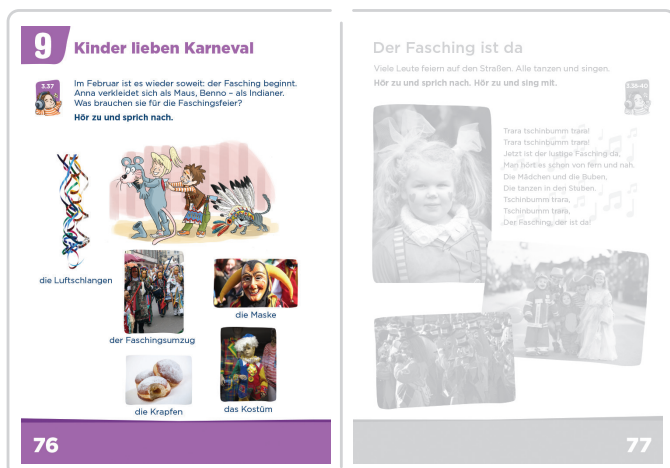 9 Kinder lieben Karneval
3.37
Im Februar ist es wieder soweit: der Fasching beginnt.
Anna verkleidet sich als Maus, Benno – als Indianer.
Was brauchen sie für die Faschingsfeier?
Hör zu und sprich nach.
die Luftschlangen
der Faschingsumzug
die Maske
die Krapfen
das Kostüm
76
Der Fasching ist da
Viele Leute feiern auf den Straßen. Alle tanzen und singen.
Hör zu und sprich nach. Hör zu und sing mit.
3.38-40
Trara tschinbumm trara!
Trara tschinbumm trara!
Jetzt ist der lustige Fasching da.
Man hört es schon von fern und nah.
Die Mädchen und die Buben,
Die tanzen in den Stuben.
Tschinbumm trara,
Tschinbumm trara,
Der Fasching, der ist da!
77